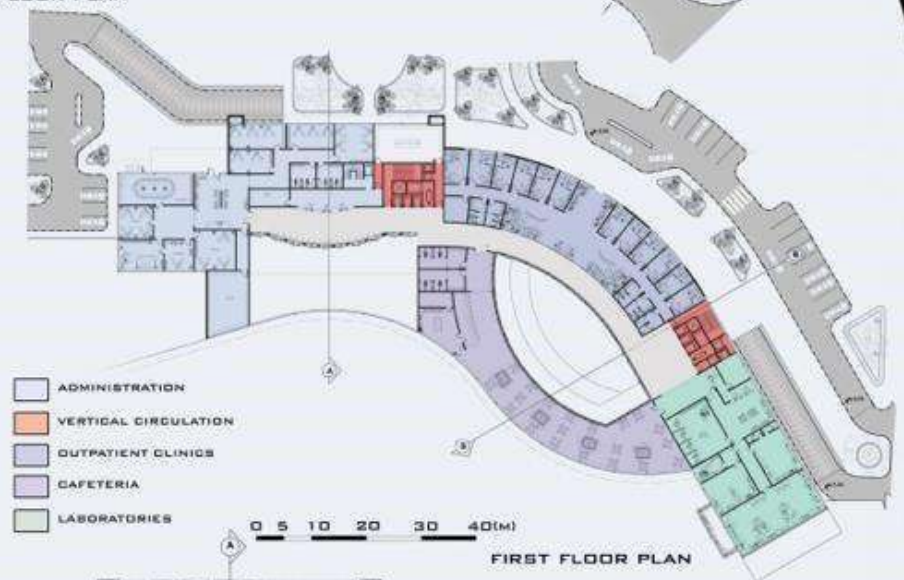 ADMINISTRATION
VERTICAL CIRCULATION
OUTPATIENT CLINICS
CAFETERIA
LABORATORIES
A
B
B
A
0 5 10 20 30 40(M)
FIRST FLOOR PLAN